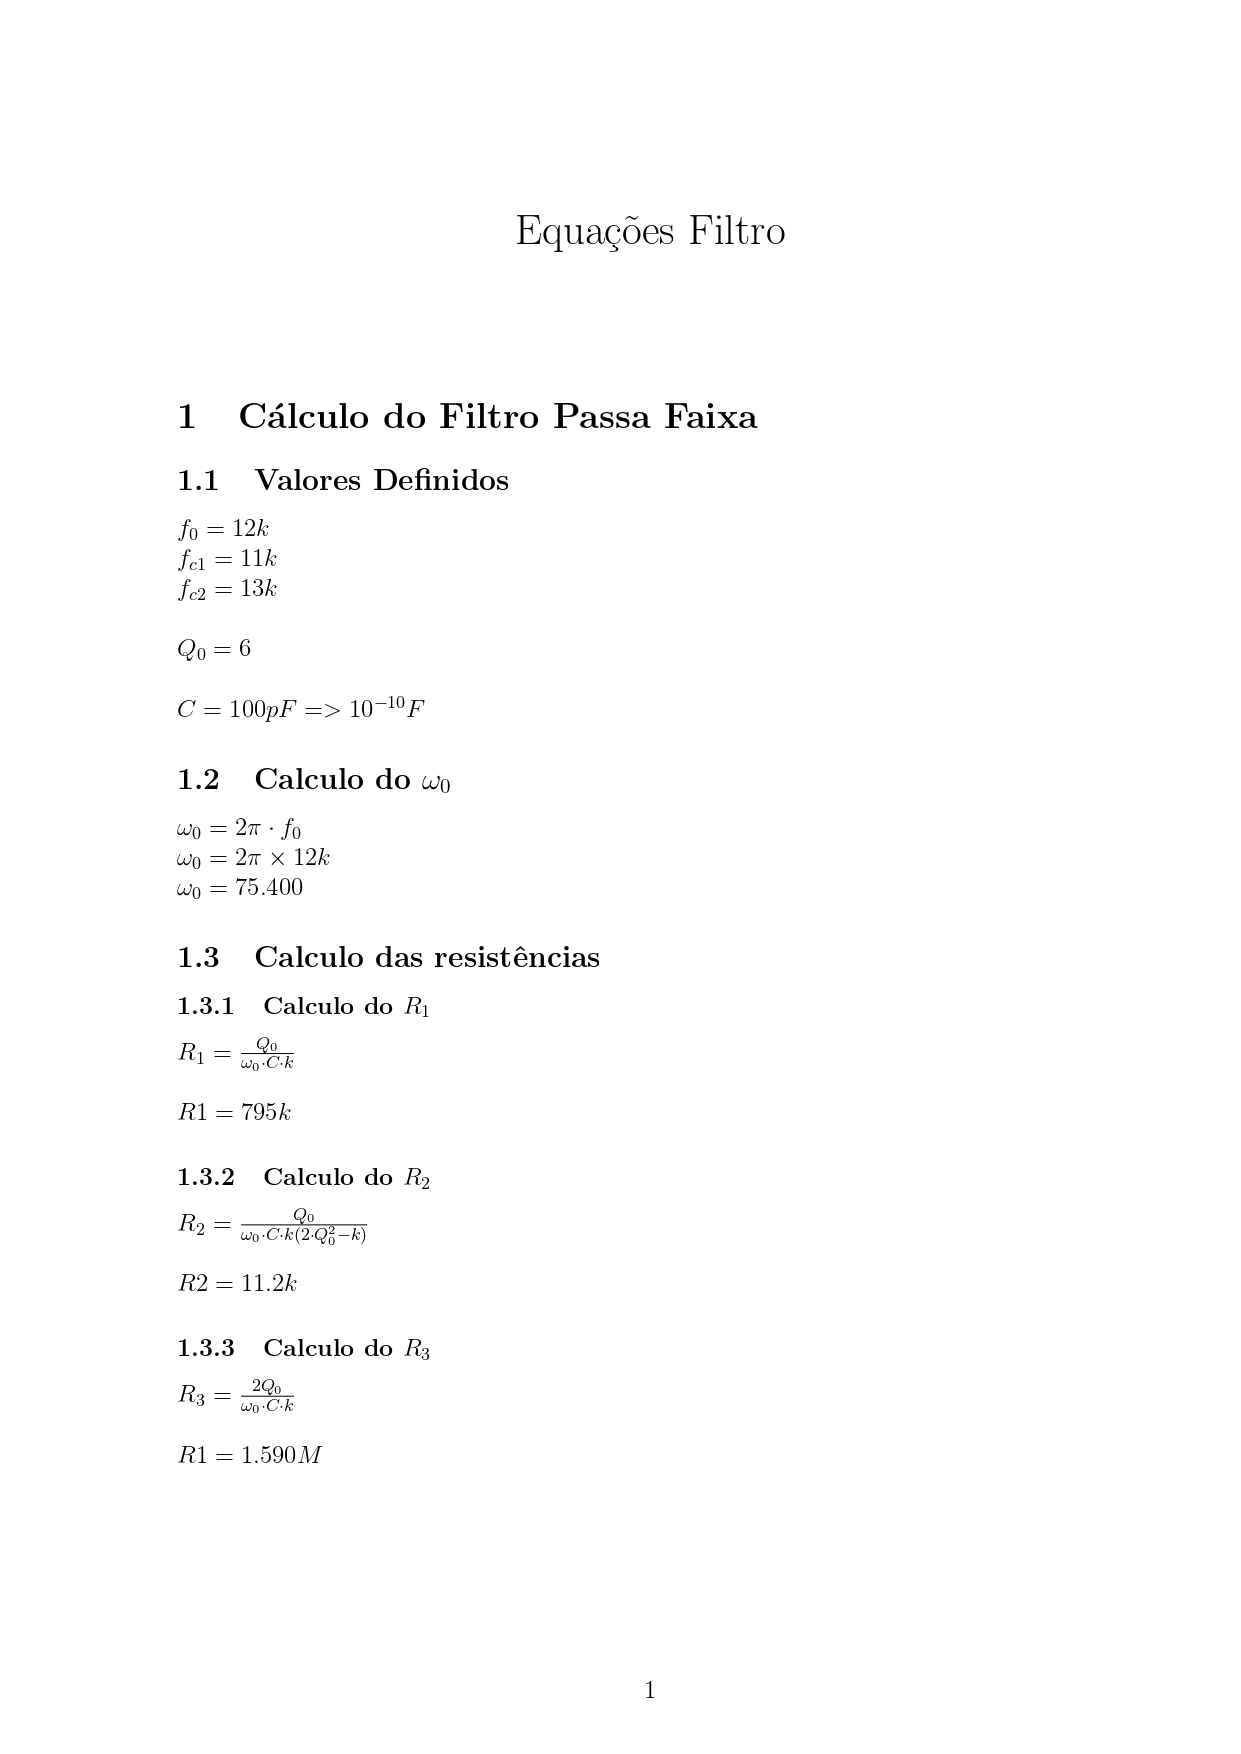 Equações Filtro
1 Cálculo do Filtro Passa Faixa
1.1 Valores Definidos
$f_0 = 12k$
$f_{c1} = 11k$
$f_{c2} = 13k$
$Q_0 = 6$
$C = 100pF => 10^{-10}F$
1.2 Calculo do $\omega_0$
$\omega_0 = 2\pi \cdot f_0$
$\omega_0 = 2\pi \times 12k$
$\omega_0 = 75.400$
1.3 Calculo das resistências
1.3.1 Calculo do $R_1$
$R_1 = \frac{Q_0}{\omega_0 \cdot C \cdot k}$
$R1 = 795k$
1.3.2 Calculo do $R_2$
$R_2 = \frac{Q_0}{\omega_0 \cdot C \cdot k(2 \cdot Q_0^2 - k)}$
$R2 = 11.2k$
1.3.3 Calculo do $R_3$
$R_3 = \frac{2Q_0}{\omega_0 \cdot C \cdot k}$
$R1 = 1.590M$
1